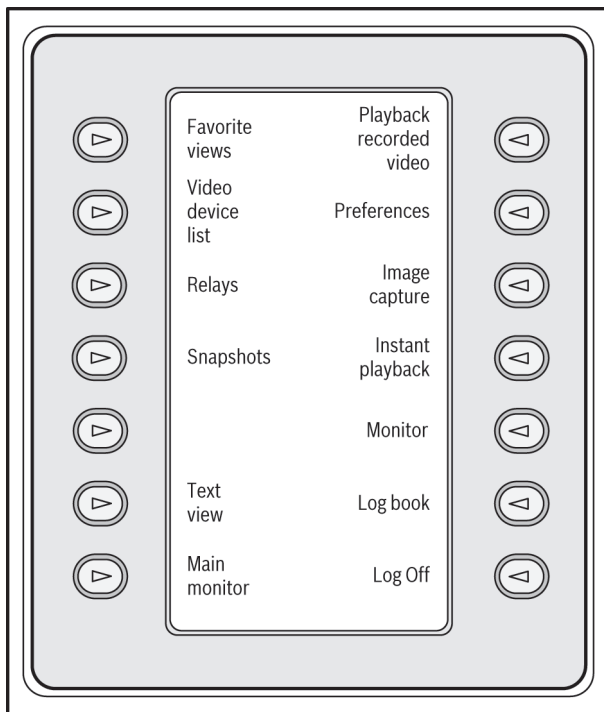 Favorite
views
Video
device
list
Relays
Snapshots
Text
view
Main
monitor
Playback
recorded
video
Preferences
Image
capture
Instant
playback
Monitor
Log book
Log Off